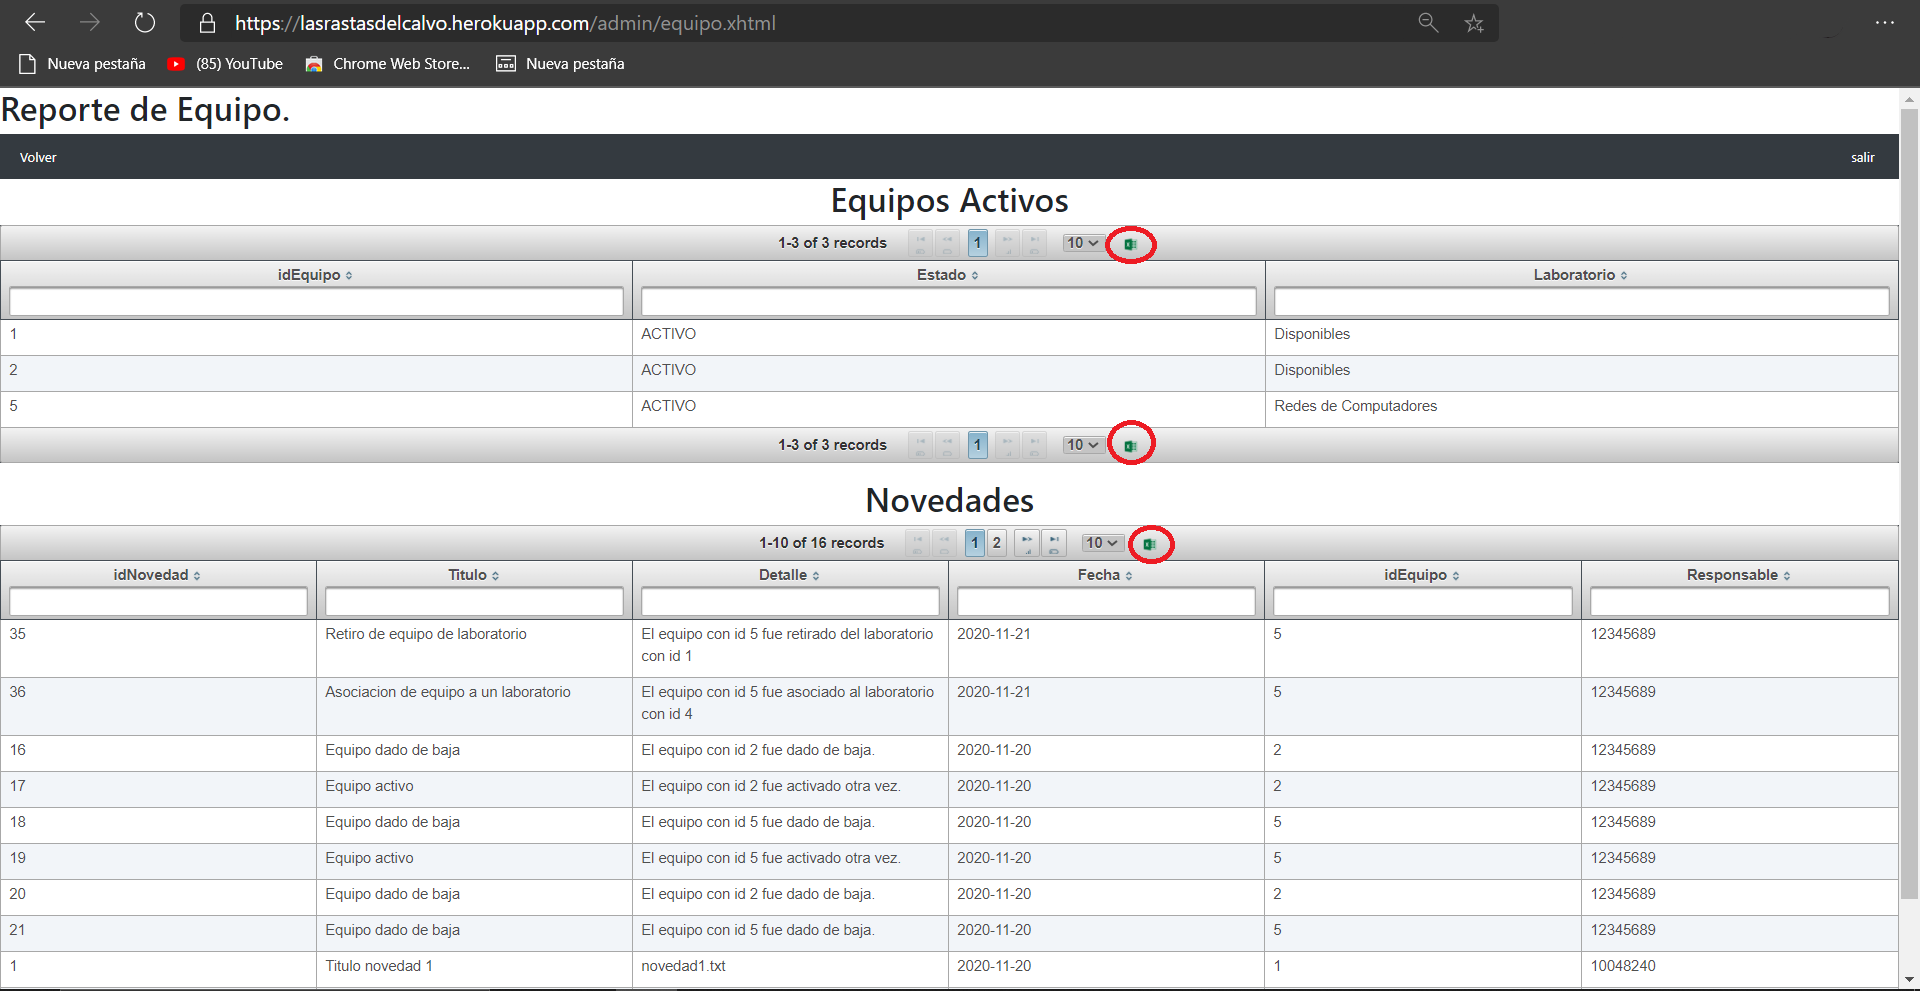 https://lasrastasdelcalvo.herokuapp.com/admin/equipo.xhtml
Nueva pestaña (85) YouTube Chrome Web Store... Nueva pestaña
Reporte de Equipo.
Volver salir
Equipos Activos
1-3 of 3 records 1 10
idEquipo Estado Laboratorio
1 ACTIVO Disponibles
2 ACTIVO Disponibles
5 ACTIVO Redes de Computadores
1-3 of 3 records 1 10
Novedades
1-10 of 16 records 1 2 10
idNovedad Titulo Detalle Fecha idEquipo Responsable
35 Retiro de equipo de laboratorio El equipo con id 5 fue retirado del laboratorio 2020-11-21 5 12345689
con id 1
36 Asociacion de equipo a un laboratorio El equipo con id 5 fue asociado al laboratorio 2020-11-21 5 12345689
con id 4
16 Equipo dado de baja El equipo con id 2 fue dado de baja. 2020-11-20 2 12345689
17 Equipo activo El equipo con id 2 fue activado otra vez. 2020-11-20 2 12345689
18 Equipo dado de baja El equipo con id 5 fue dado de baja. 2020-11-20 5 12345689
19 Equipo activo El equipo con id 5 fue activado otra vez. 2020-11-20 5 12345689
20 Equipo dado de baja El equipo con id 2 fue dado de baja. 2020-11-20 2 12345689
21 Equipo dado de baja El equipo con id 5 fue dado de baja. 2020-11-20 5 12345689
1 Titulo novedad 1 novedad1.txt 2020-11-20 1 10048240